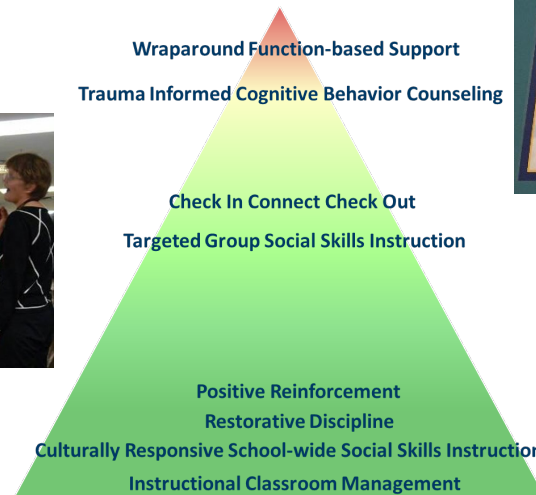 Wraparound Function-based Support
Trauma Informed Cognitive Behavior Counseling
Check In Connect Check Out
Targeted Group Social Skills Instruction
Positive Reinforcement
Restorative Discipline
Culturally Responsive School-wide Social Skills Instruction
Instructional Classroom Management